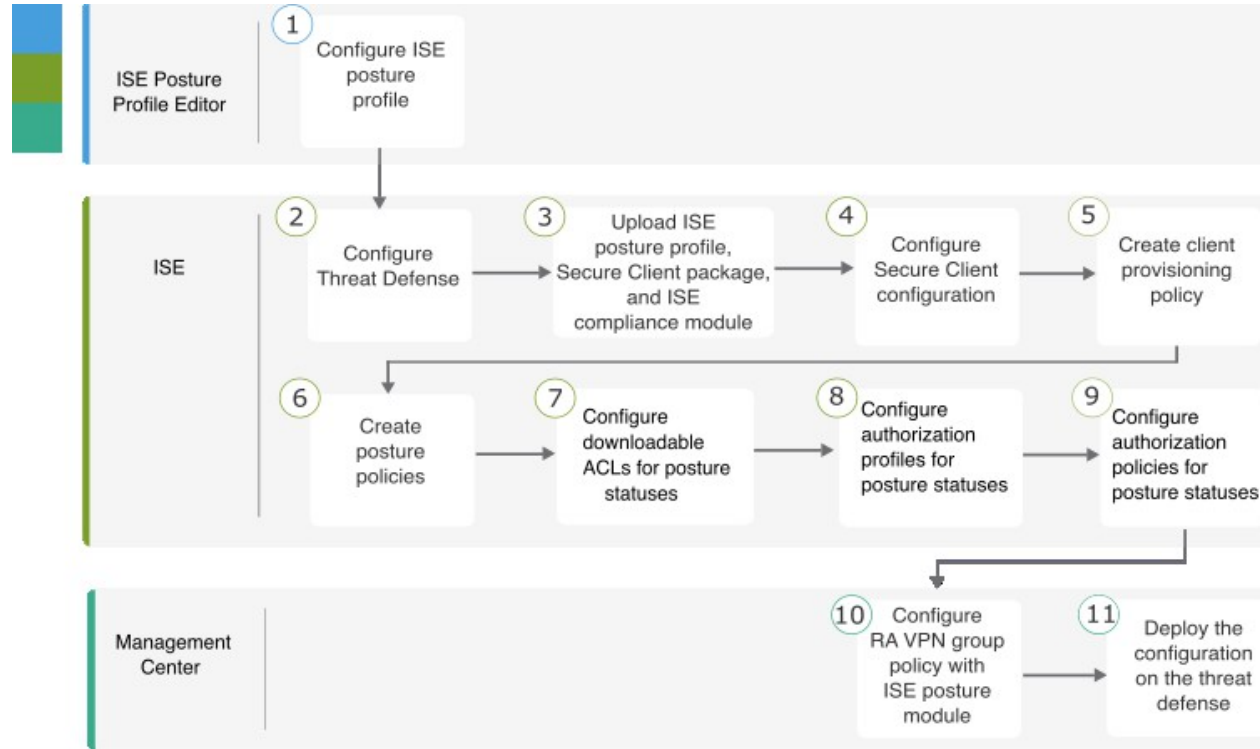 ISE Posture
Profile Editor
1
Configure ISE
posture
profile
ISE
2
Configure
Threat Defense
3
Upload ISE
posture profile,
Secure Client package,
and ISE
compliance module
4
Configure
Secure Client
configuration
5
Create client
provisioning
policy
6
Create
posture
policies
7
Configure
downloadable
ACLs for posture
statuses
8
Configure
authorization
profiles for
posture statuses
9
Configure
authorization
policies for
posture statuses
Management
Center
10
Configure
RA VPN group
policy with
ISE posture
module
11
Deploy the
configuration
on the threat
defense